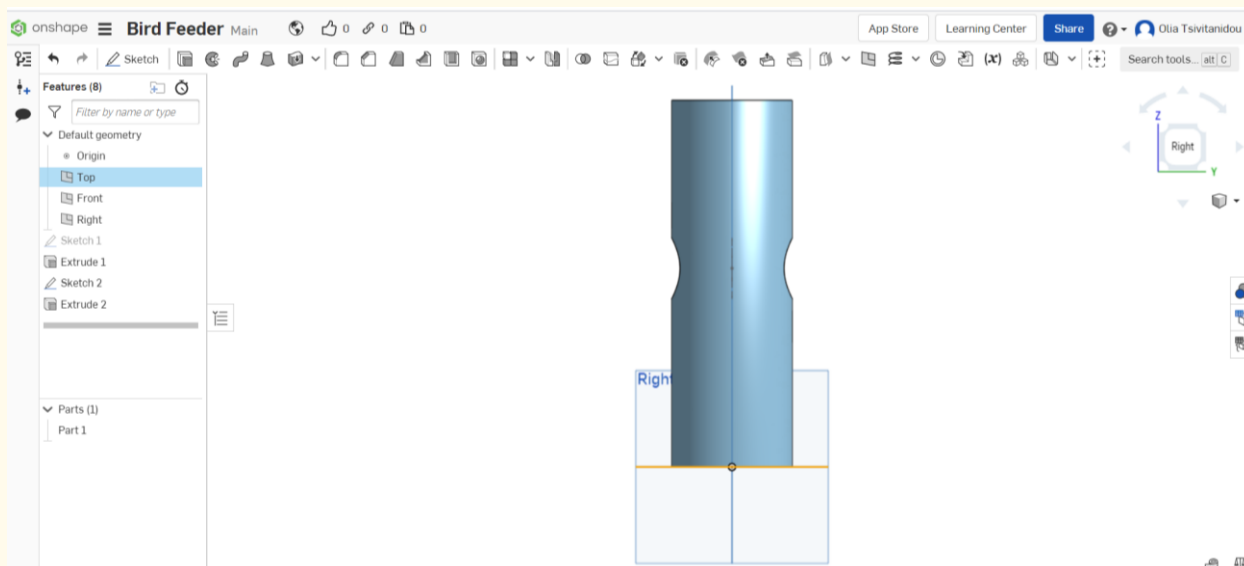 onshape Bird Feeder Main 0 0 0 App Store Learning Center Share Olia Tsivitanidou
Sketch (x) Search tools... alt C
Features (8)
Filter by name or type
Default geometry
Origin
Top
Front
Right
Sketch 1
Extrude 1
Sketch 2
Extrude 2
Parts (1)
Part 1
Right
Z
Right
Y